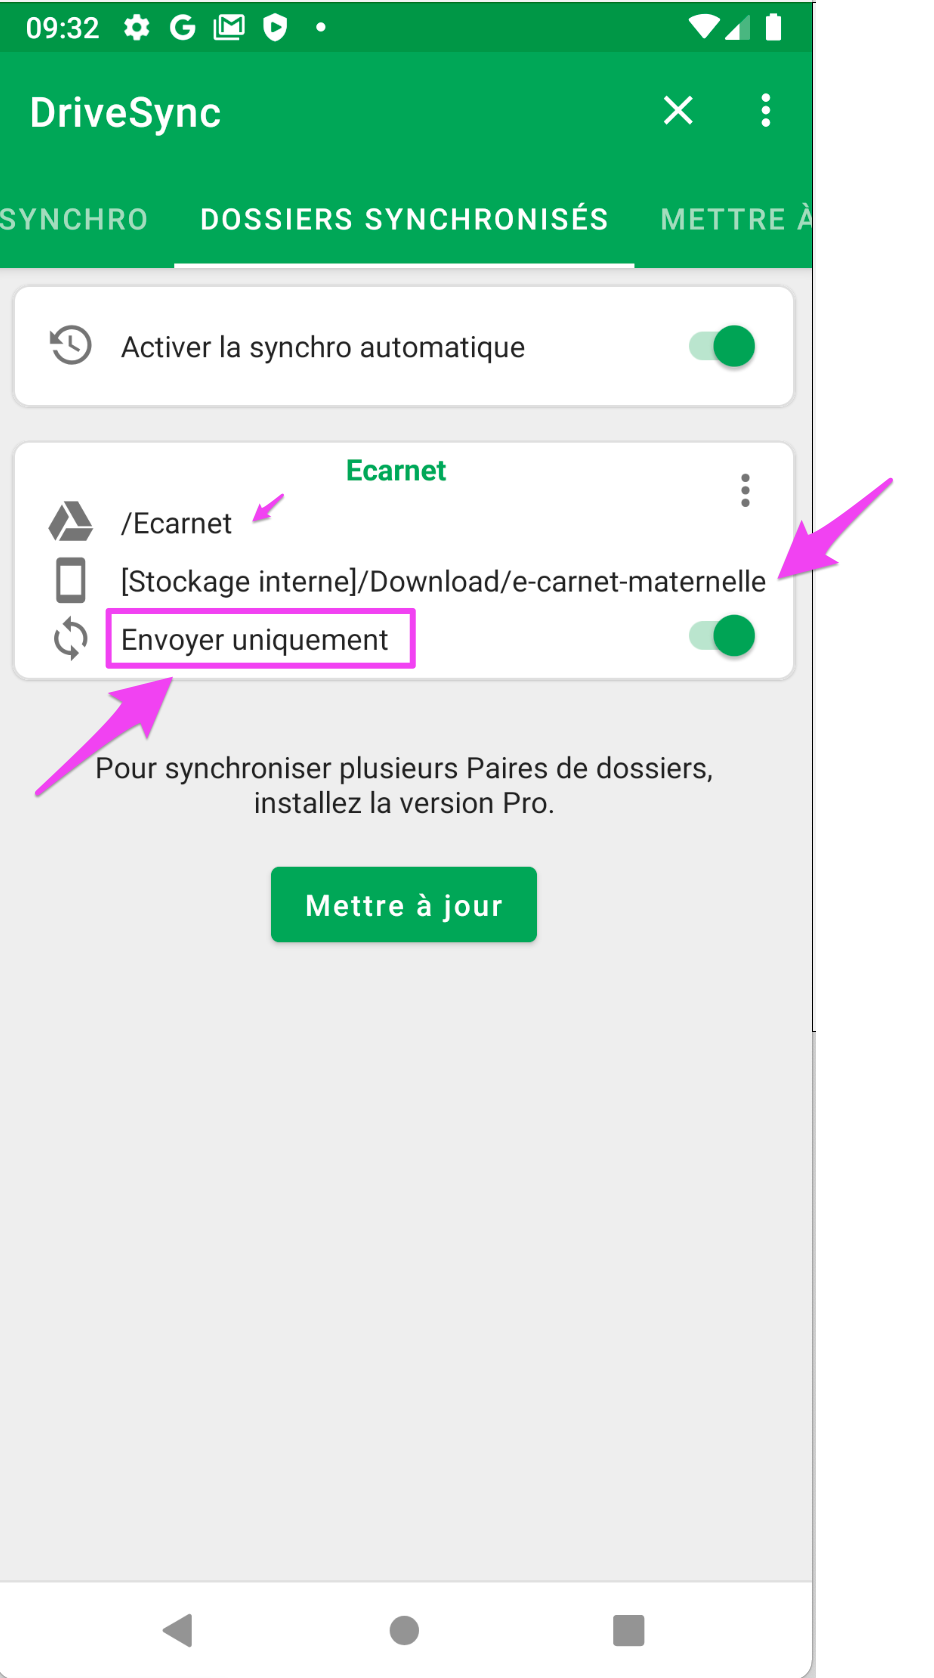 09:32
DriveSync
SYNCHRO DOSSIERS SYNCHRONISÉS METTRE À
Activer la synchro automatique
Ecarnet
/Ecarnet
[Stockage interne]/Download/e-carnet-maternelle
Envoyer uniquement
Pour synchroniser plusieurs Paires de dossiers,
installez la version Pro.
Mettre à jour